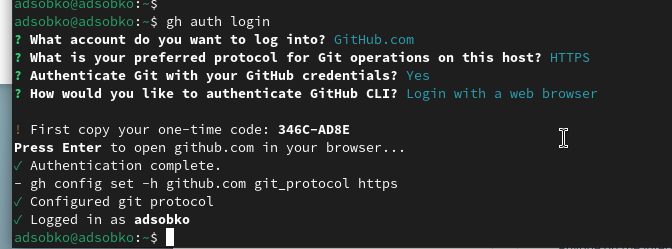 adsobko@adsobko:~$
adsobko@adsobko:~$ gh auth login
? What account do you want to log into? GitHub.com
? What is your preferred protocol for Git operations on this host? HTTPS
? Authenticate Git with your GitHub credentials? Yes
? How would you like to authenticate GitHub CLI? Login with a web browser
! First copy your one-time code: 346C-AD8E
Press Enter to open github.com in your browser...
✓ Authentication complete.
- gh config set -h github.com git_protocol https
✓ Configured git protocol
✓ Logged in as adsobko
adsobko@adsobko:~$